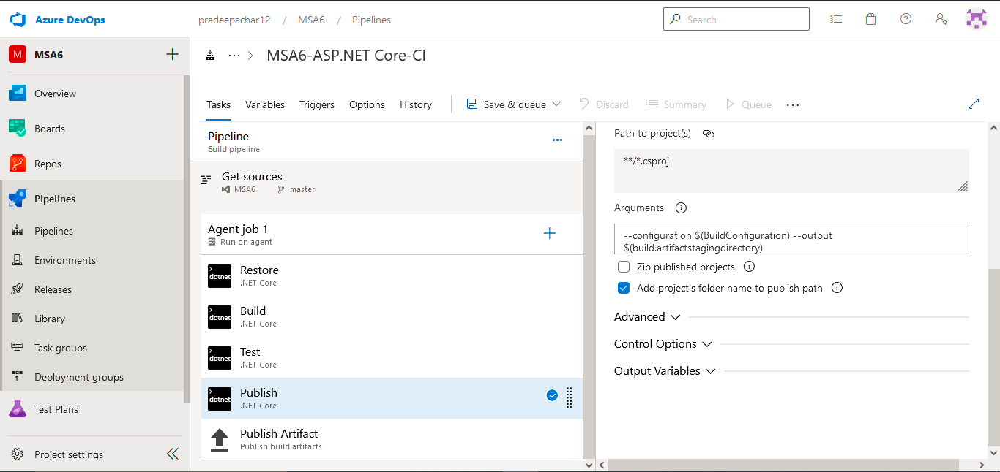 Azure DevOps
pradeepachar12 / MSA6 / Pipelines
Search
M MSA6
Overview
Boards
Repos
Pipelines
Pipelines
Environments
Releases
Library
Task groups
Deployment groups
Test Plans
Project settings
MSA6-ASP.NET Core-CI
Tasks Variables Triggers Options History Save & queue Discard Summary Queue
Pipeline
Build pipeline
Get sources
MSA6 master
Agent job 1
Run on agent
dotnet Restore
.NET Core
dotnet Build
.NET Core
dotnet Test
.NET Core
dotnet Publish
.NET Core
Publish Artifact
Publish build artifacts
Path to project(s)
**/*.csproj
Arguments
--configuration $(BuildConfiguration) --output
$(build.artifactstagingdirectory)
Zip published projects
Add project's folder name to publish path
Advanced
Control Options
Output Variables